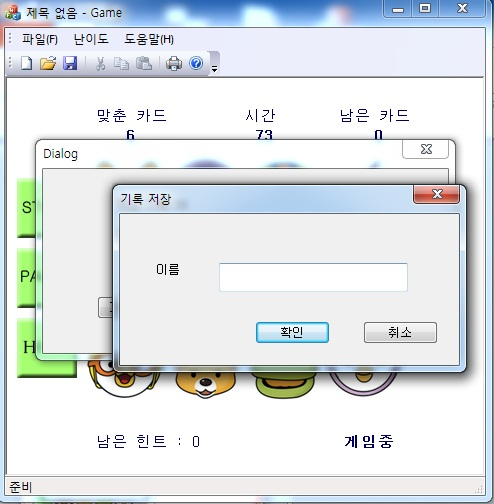 제목 없음 - Game
파일(F) 난이도 도움말(H)
맞춘 카드 시간 남은 카드
6 73 0
Dialog
기록 저장
이름
확인 취소
남은 힌트 : 0 게임중
준비